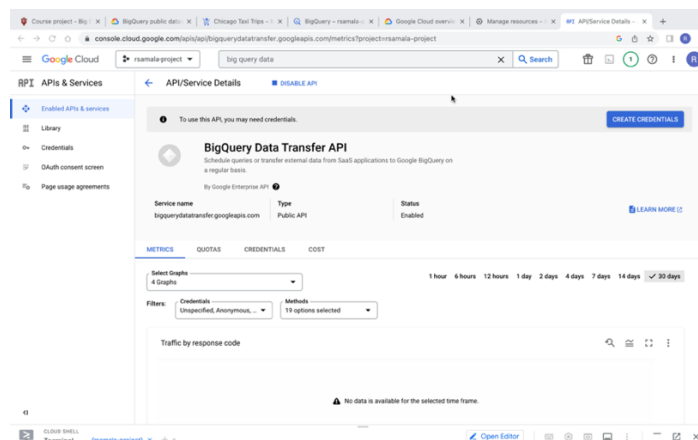 Course project - Big
BigQuery public data
Chicago Taxi Trips –
BigQuery – rsamala-
Google Cloud overvie
Manage resources –
API/Service Details –
console.cloud.google.com/apis/api/bigquerydatatransfer.googleapis.com/metrics?project=rsamala-project
Google Cloud
rsamala-project
big query data
Search
1
R
API APIs & Services
API/Service Details
DISABLE API
Enabled APIs & services
Library
Credentials
OAuth consent screen
Page usage agreements
To use this API, you may need credentials.
CREATE CREDENTIALS
BigQuery Data Transfer API
Schedule queries or transfer external data from SaaS applications to Google BigQuery on
a regular basis.
By Google Enterprise API
Service name
bigquerydatatransfer.googleapis.com
Type
Public API
Status
Enabled
LEARN MORE
METRICS QUOTAS CREDENTIALS COST
Select Graphs
4 Graphs
1 hour 6 hours 12 hours 1 day 2 days 4 days 7 days 14 days 30 days
Filters:
Credentials
Unspecified, Anonymous, ...
Methods
19 options selected
Traffic by response code
No data is available for the selected time frame.
CLOUD SHELL
Terminal (rsamala-project)
Open Editor